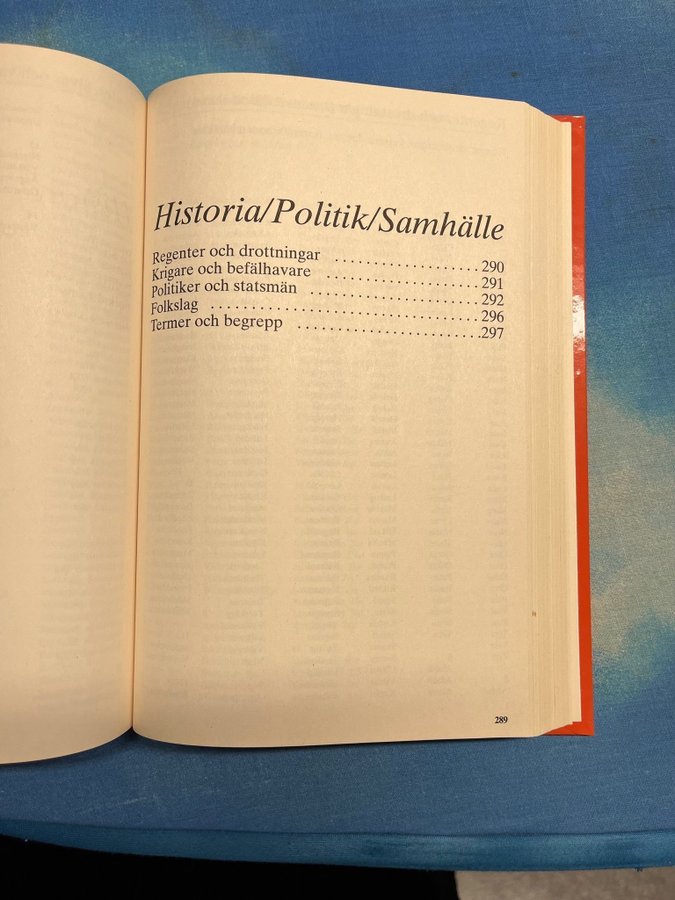 Historia/Politik/Samhälle
Regenter och drottningar . . . . . . . . . . . . . . . . . . . 290
Krigare och befälhavare . . . . . . . . . . . . . . . . . . . . 291
Politiker och statsmän . . . . . . . . . . . . . . . . . . . . . . 292
Folkslag . . . . . . . . . . . . . . . . . . . . . . . . . . . . . . . . . . 296
Termer och begrepp . . . . . . . . . . . . . . . . . . . . . . . .297
289